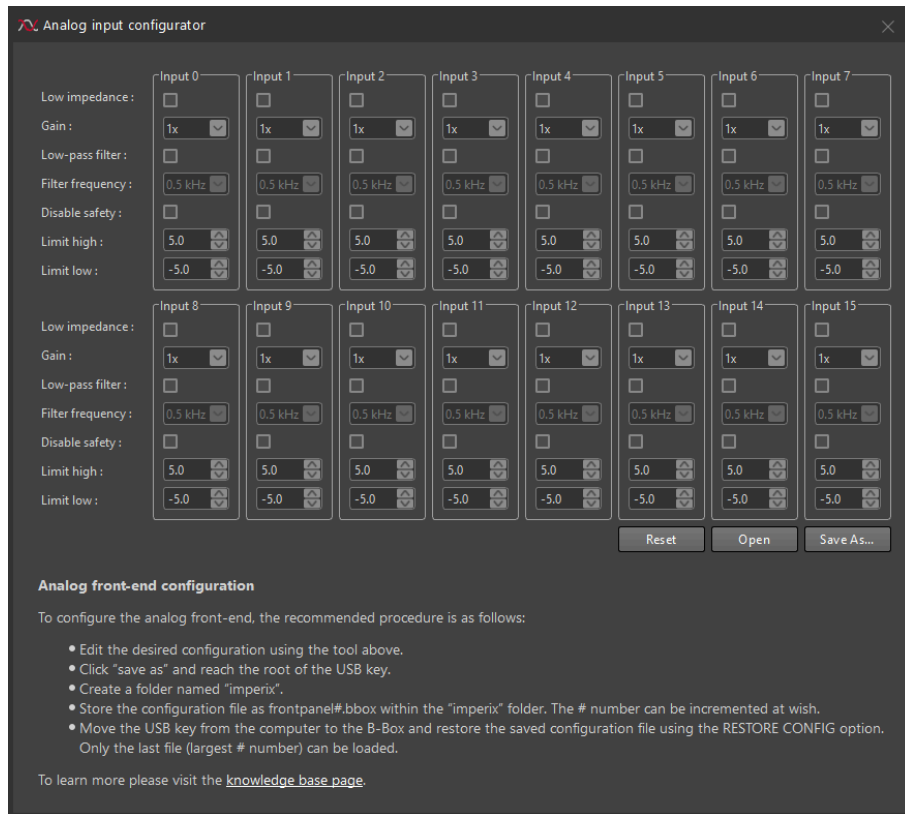 Analog input configurator
Input 0 Input 1 Input 2 Input 3 Input 4 Input 5 Input 6 Input 7
Low impedance :
Gain : 1x 1x 1x 1x 1x 1x 1x 1x
Low-pass filter :
Filter frequency : 0.5 kHz 0.5 kHz 0.5 kHz 0.5 kHz 0.5 kHz 0.5 kHz 0.5 kHz 0.5 kHz
Disable safety :
Limit high : 5.0 5.0 5.0 5.0 5.0 5.0 5.0 5.0
Limit low : -5.0 -5.0 -5.0 -5.0 -5.0 -5.0 -5.0 -5.0
Input 8 Input 9 Input 10 Input 11 Input 12 Input 13 Input 14 Input 15
Low impedance :
Gain : 1x 1x 1x 1x 1x 1x 1x 1x
Low-pass filter :
Filter frequency : 0.5 kHz 0.5 kHz 0.5 kHz 0.5 kHz 0.5 kHz 0.5 kHz 0.5 kHz 0.5 kHz
Disable safety :
Limit high : 5.0 5.0 5.0 5.0 5.0 5.0 5.0 5.0
Limit low : -5.0 -5.0 -5.0 -5.0 -5.0 -5.0 -5.0 -5.0
Reset Open Save As...
Analog front-end configuration
To configure the analog front-end, the recommended procedure is as follows:
• Edit the desired configuration using the tool above.
• Click “save as” and reach the root of the USB key.
• Create a folder named “imperix”.
• Store the configuration file as frontpanel#.bbox within the “imperix” folder. The # number can be incremented at wish.
• Move the USB key from the computer to the B-Box and restore the saved configuration file using the RESTORE CONFIG option.
Only the last file (largest # number) can be loaded.
To learn more please visit the knowledge base page.